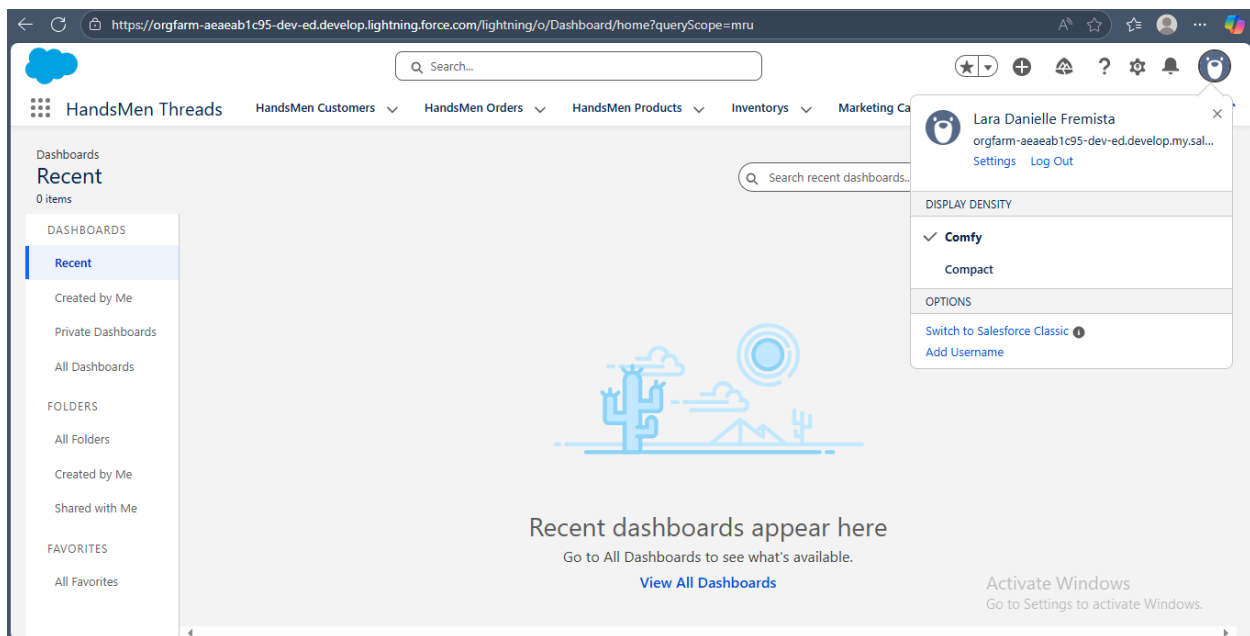 https://orgfarm-aeaeab1c95-dev-ed.develop.lightning.force.com/lightning/o/Dashboard/home?queryScope=mru
Search...
HandsMen Threads HandsMen Customers HandsMen Orders HandsMen Products Inventorys Marketing Ca
Lara Danielle Fremista
orgfarm-aeaeab1c95-dev-ed.develop.my.sal...
Settings Log Out
DISPLAY DENSITY
Comfy
Compact
OPTIONS
Switch to Salesforce Classic
Add Username
Dashboards
Recent
0 items
Search recent dashboards..
DASHBOARDS
Recent
Created by Me
Private Dashboards
All Dashboards
FOLDERS
All Folders
Created by Me
Shared with Me
FAVORITES
All Favorites
Recent dashboards appear here
Go to All Dashboards to see what's available.
View All Dashboards
Activate Windows
Go to Settings to activate Windows.